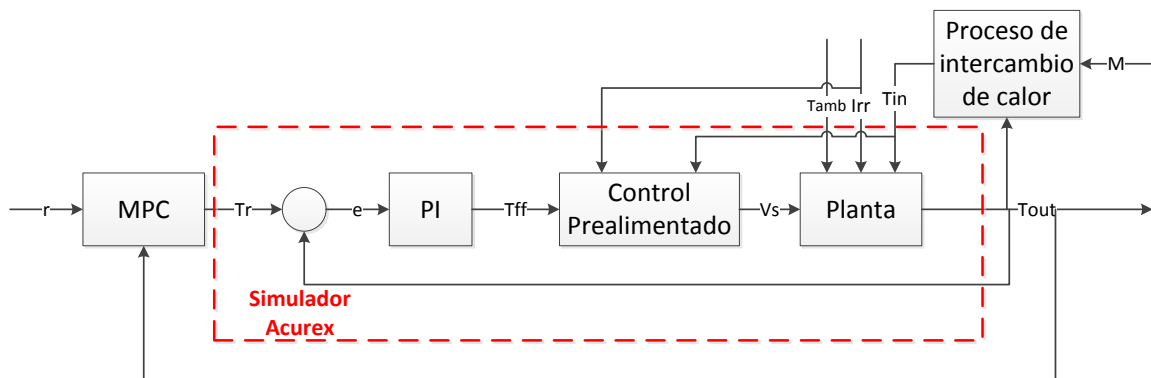 Proceso de
intercambio
de calor
M
Tamb
Irr
Tin
r
MPC
Tr
e
PI
Tff
Control
Prealimentado
Vs
Planta
Tout
Simulador
Acurex